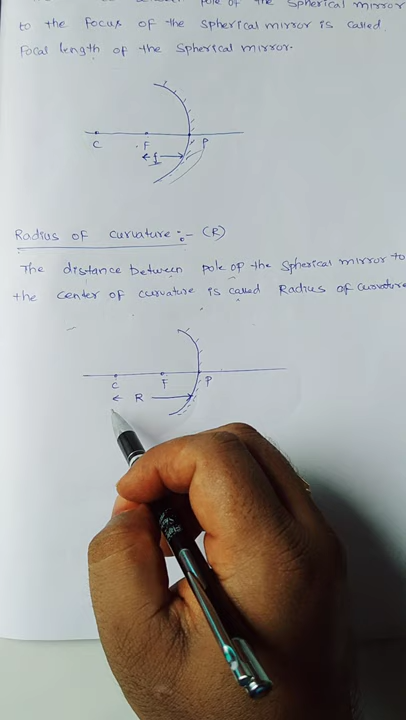 pole of the spherical mirror
to the focus of the spherical mirror is called
Focal length of the Spherical mirror.
C F P
f
Radius of curvature :- (R)
The distance between pole of the Spherical mirror to
the center of curvature is called Radius of curvature
C F P
R